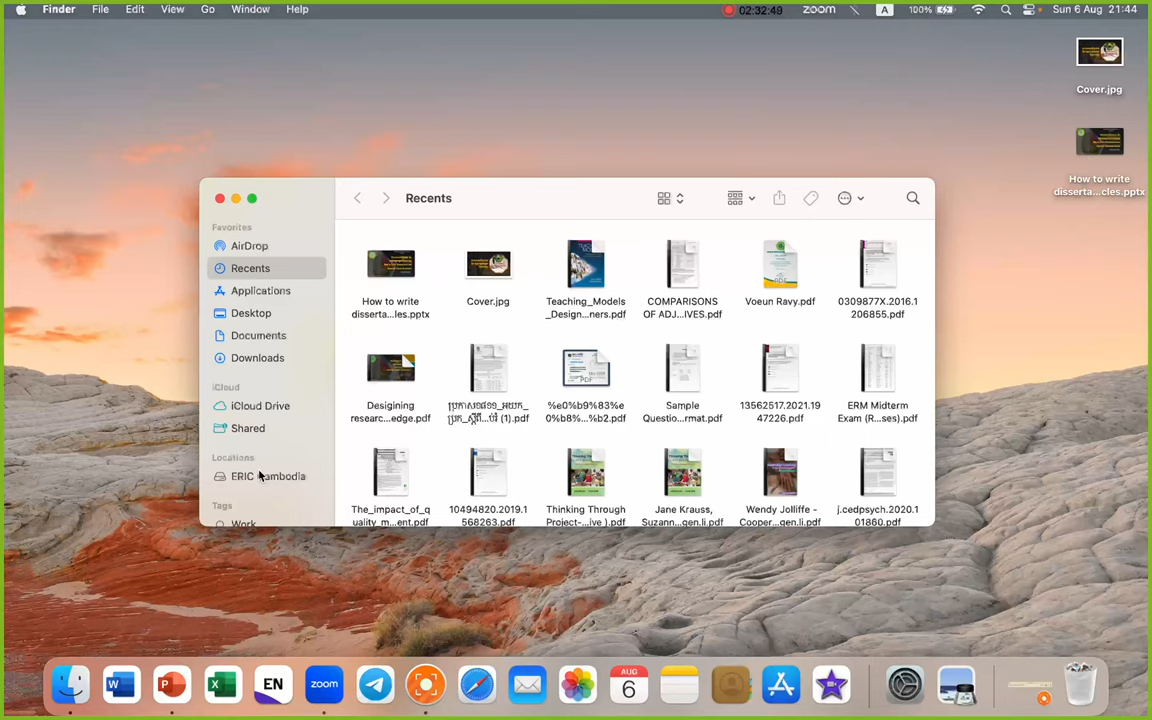 Finder File Edit View Go Window Help 02:32:49 zoom A 100% Sun 6 Aug 21:44
Cover.jpg
How to write
disserta...cles.pptx
Recents
Favorites
AirDrop
Recents
Applications
Desktop
Documents
Downloads
iCloud
iCloud Drive
Shared
Locations
ERIC Cambodia
Tags
Work
How to write
disserta...les.pptx
Cover.jpg
Teaching_Models
_Design...ners.pdf
COMPARISONS
OF ADJ...IVES.pdf
Voeun Ravy.pdf
0309877X.2016.1
206855.pdf
Desigining
researc...edge.pdf
(1).pdf
%e0%b9%83%e
0%b8%...%b2.pdf
Sample
Questio...rmat.pdf
13562517.2021.19
47226.pdf
ERM Midterm
Exam (R...ses).pdf
The_impact_of_q
uality_m...ent.pdf
10494820.2019.1
568263.pdf
Thinking Through
Project-...ive ).pdf
Jane Krauss,
Suzann...gen.li.pdf
Wendy Jolliffe -
Cooper...gen.li.pdf
j.cedpsych.2020.1
01860.pdf
W P X EN zoom AUG 6